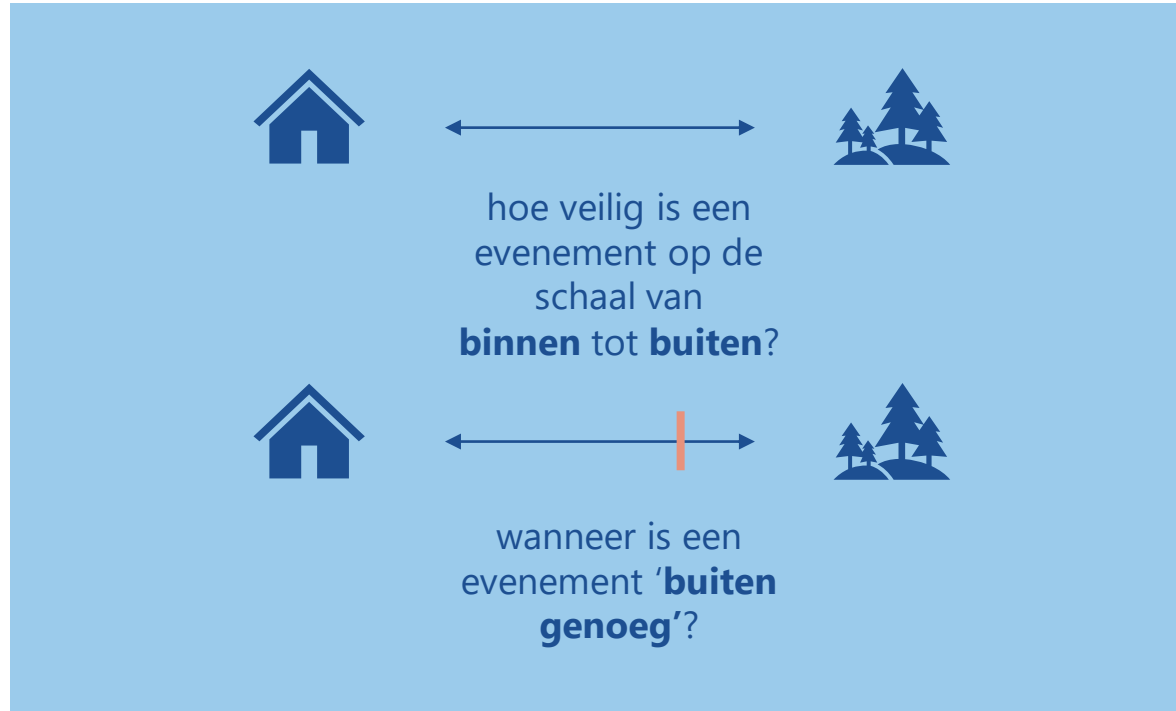 hoe veilig is een
evenement op de
schaal van
binnen tot buiten?
wanneer is een
evenement ‘buiten
genoeg’?